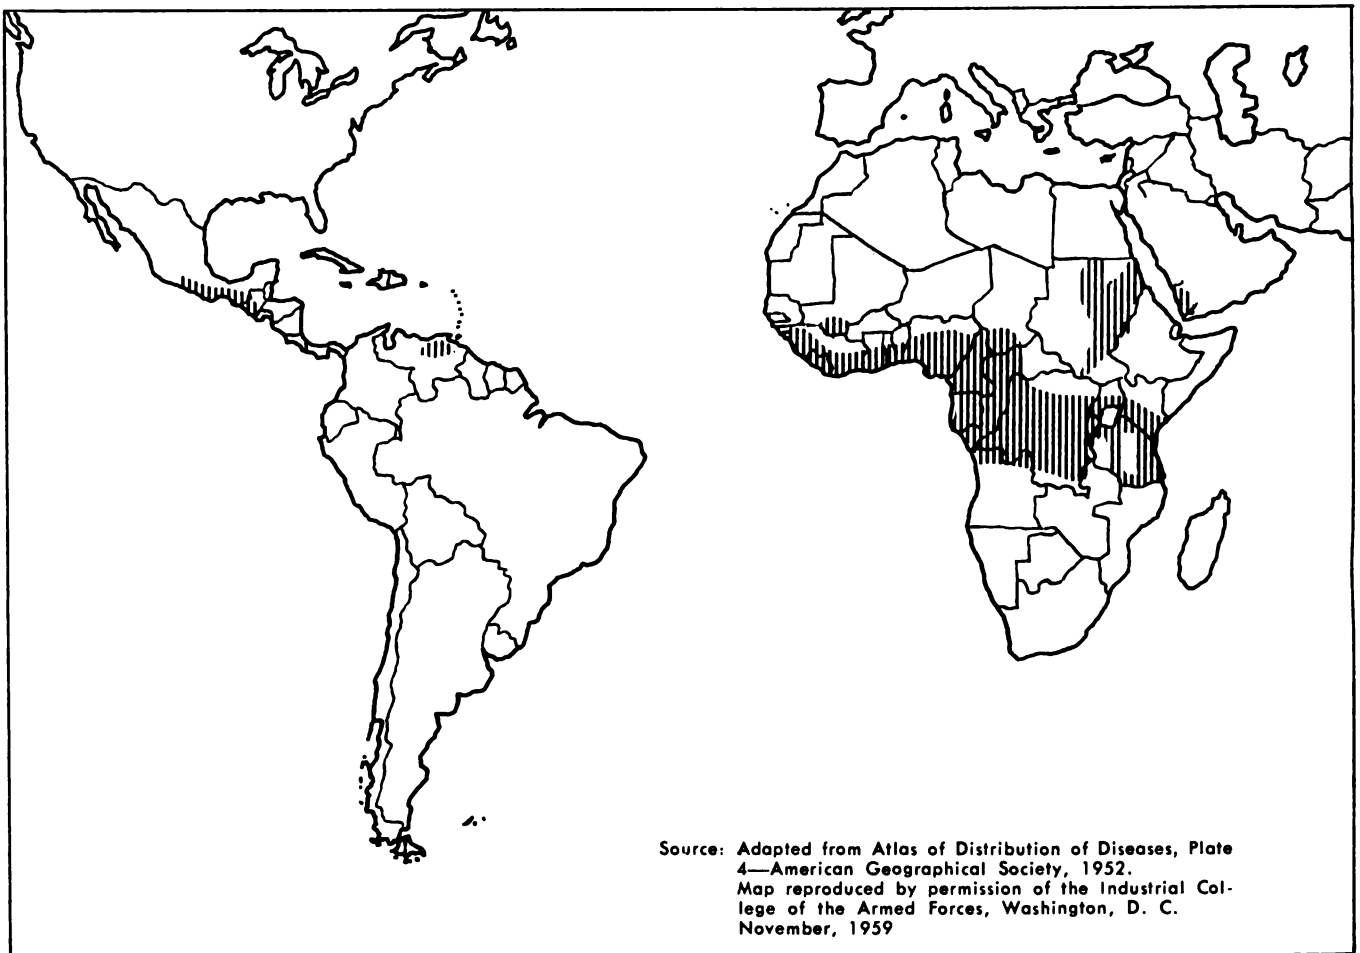 Source: Adapted from Atlas of Distribution of Diseases, Plate
4—American Geographical Society, 1952.
Map reproduced by permission of the Industrial Col-
lege of the Armed Forces, Washington, D. C.
November, 1959